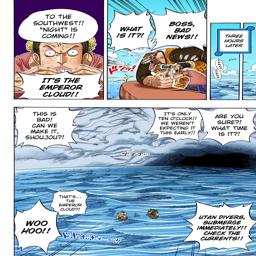 TO THE
SOUTHWEST!!
"NIGHT" IS
COMING!!
IT'S THE
EMPEROR
CLOUD!!
WHAT
IS IT?!
BOSS,
BAD
NEWS!!
THREE
HOURS
LATER
THIS IS
BAD!
CAN WE
MAKE IT,
SHOUJOU?!
IT'S ONLY
TEN O'CLOCK!!
WE WEREN'T
EXPECTING IT
THIS EARLY!!
ARE YOU
SURE?!
WHAT TIME
IS IT?!
THAT'S...
THE
EMPEROR
CLOUD?!
WOO
HOO!!
UTAN DIVERS,
SUBMERGE
IMMEDIATELY!!
CHECK THE
CURRENTS!!